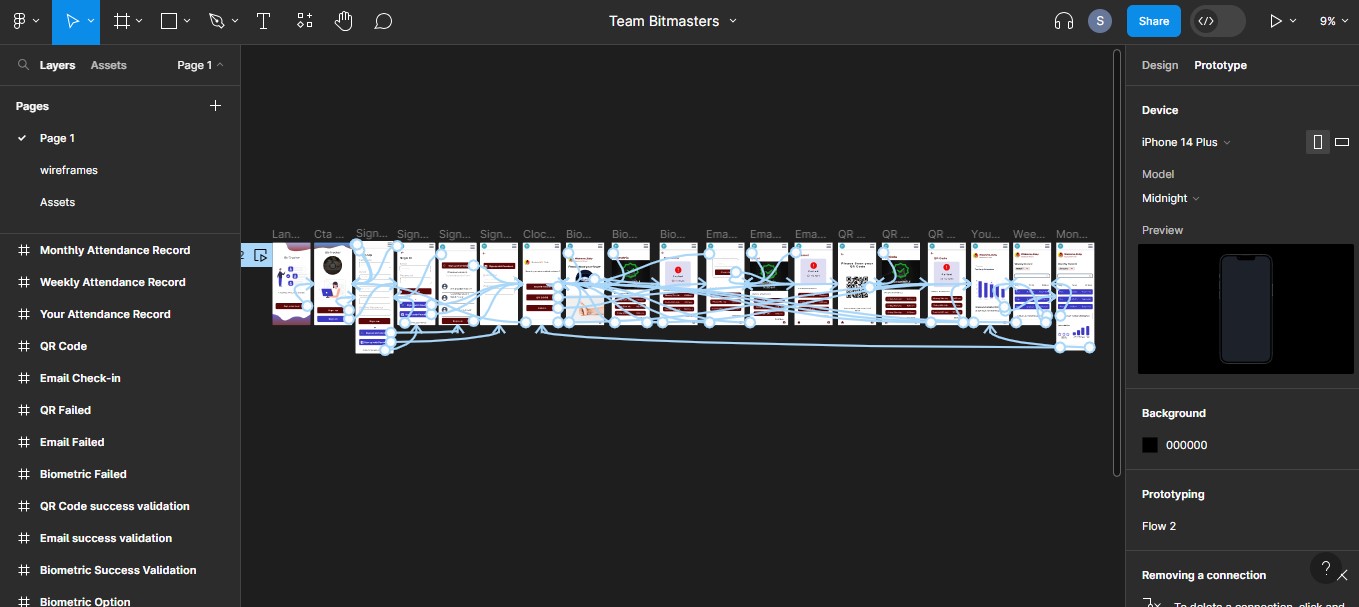 Team Bitmasters
S
Share
9%
Layers
Assets
Page 1
Design
Prototype
Pages
Page 1
wireframes
Assets
Device
iPhone 14 Plus
Model
Midnight
Preview
Lan...
Cta ...
Sign...
Sign...
Sign...
Sign...
Cloc...
Bio...
Bio...
Bio...
Ema...
Ema...
Ema...
QR ...
QR ...
QR ...
You...
Wee...
Mon...
2
Monthly Attendance Record
Weekly Attendance Record
Your Attendance Record
QR Code
Email Check-in
QR Failed
Email Failed
Biometric Failed
QR Code success validation
Email success validation
Biometric Success Validation
Biometric Option
Background
000000
Prototyping
Flow 2
Removing a connection
?
To delete a connection, click and